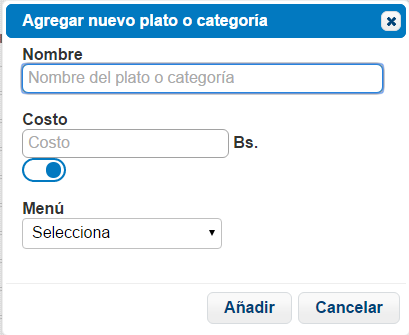 Agregar nuevo plato o categoría
Nombre
Nombre del plato o categoría
Costo
Costo Bs.
Menú
Selecciona
Añadir Cancelar